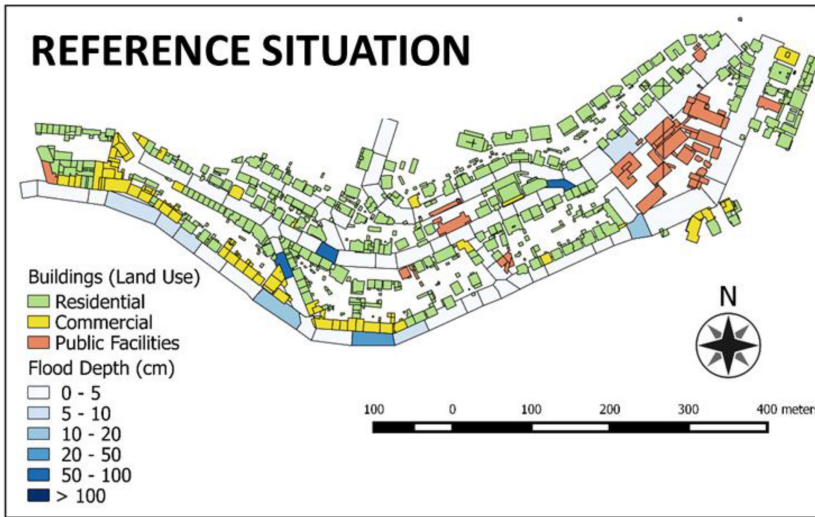 REFERENCE SITUATION
Buildings (Land Use)
Residential
Commercial
Public Facilities
Flood Depth (cm)
0 - 5
5 - 10
10 - 20
20 - 50
50 - 100
> 100
N
100 0 100 200 300 400 meters